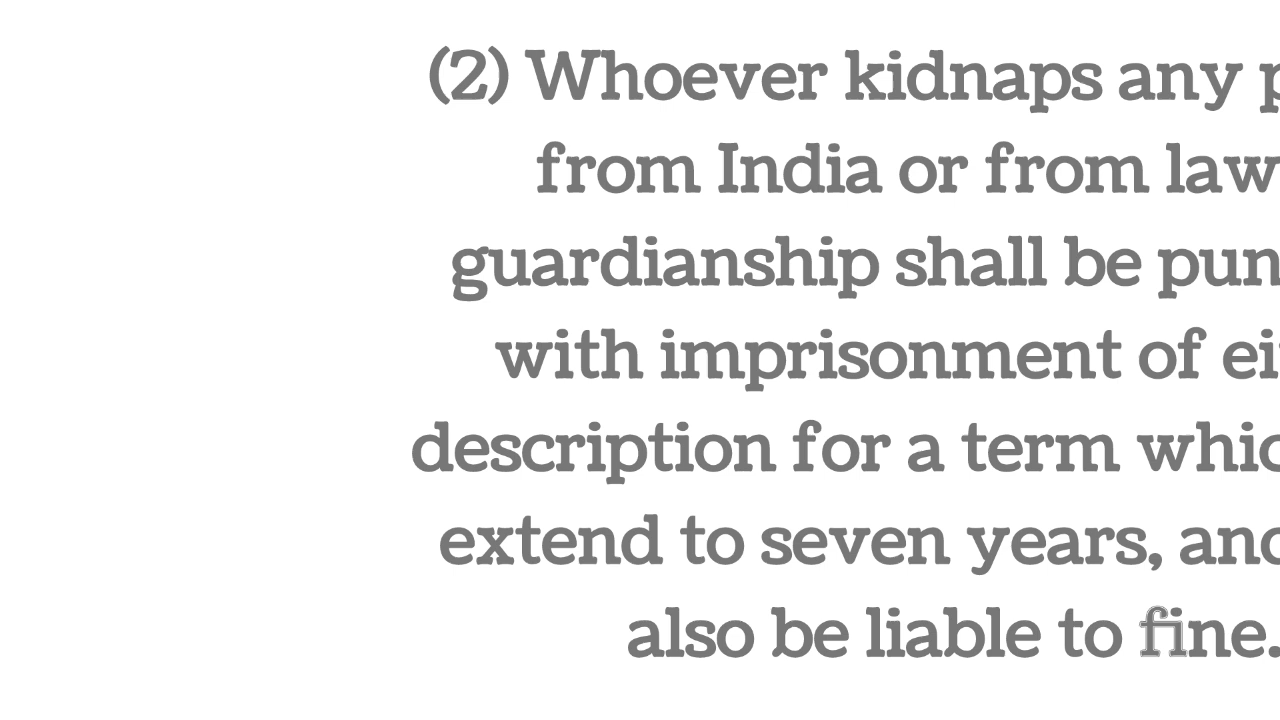 (2) Whoever kidnaps any
from India or from
guardianship shall be
with imprisonment of
description for a term
extend to seven years,
also be liable to fine.